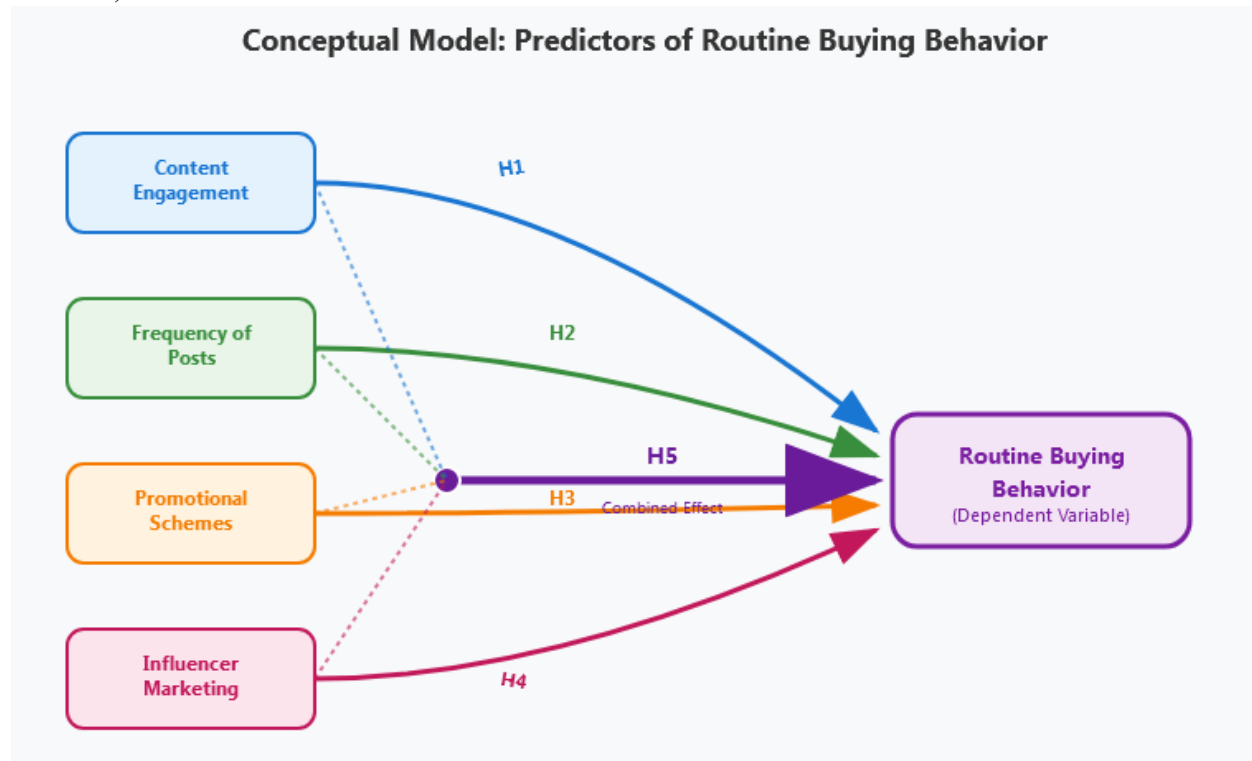 Conceptual Model: Predictors of Routine Buying Behavior
Content
Engagement
H1
Frequency of
Posts
H2
H5
Promotional
Schemes
H3
Combined Effect
Routine Buying
Behavior
(Dependent Variable)
Influencer
Marketing
H4